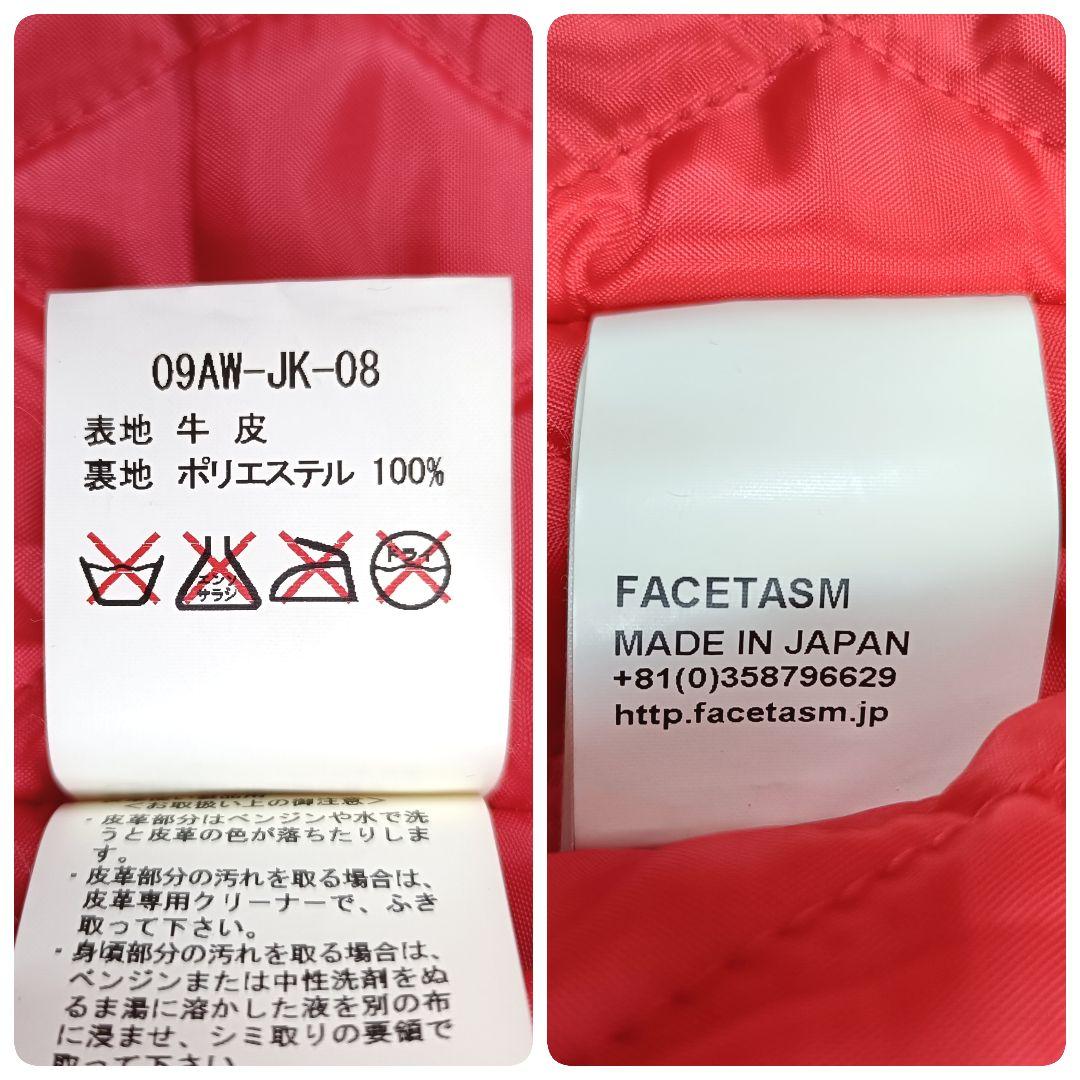 09AW-JK-08
表地 牛 皮
裏地 ポリエステル 100%
エンソ
サラシ
ドライ
<お取扱い上の御注意>
・皮革部分はベンジンや水で洗
うと皮革の色が落ちたりしま
す。
・皮革部分の汚れを取る場合は、
皮革専用クリーナーで、ふき
取って下さい。
・身頃部分の汚れを取る場合は、
ベンジンまたは中性洗剤をぬ
るま湯に溶かした液を別の布
に浸ませ、シミ取りの要領で
取って下さい。
FACETASM
MADE IN JAPAN
+81(0)358796629
http.facetasm.jp